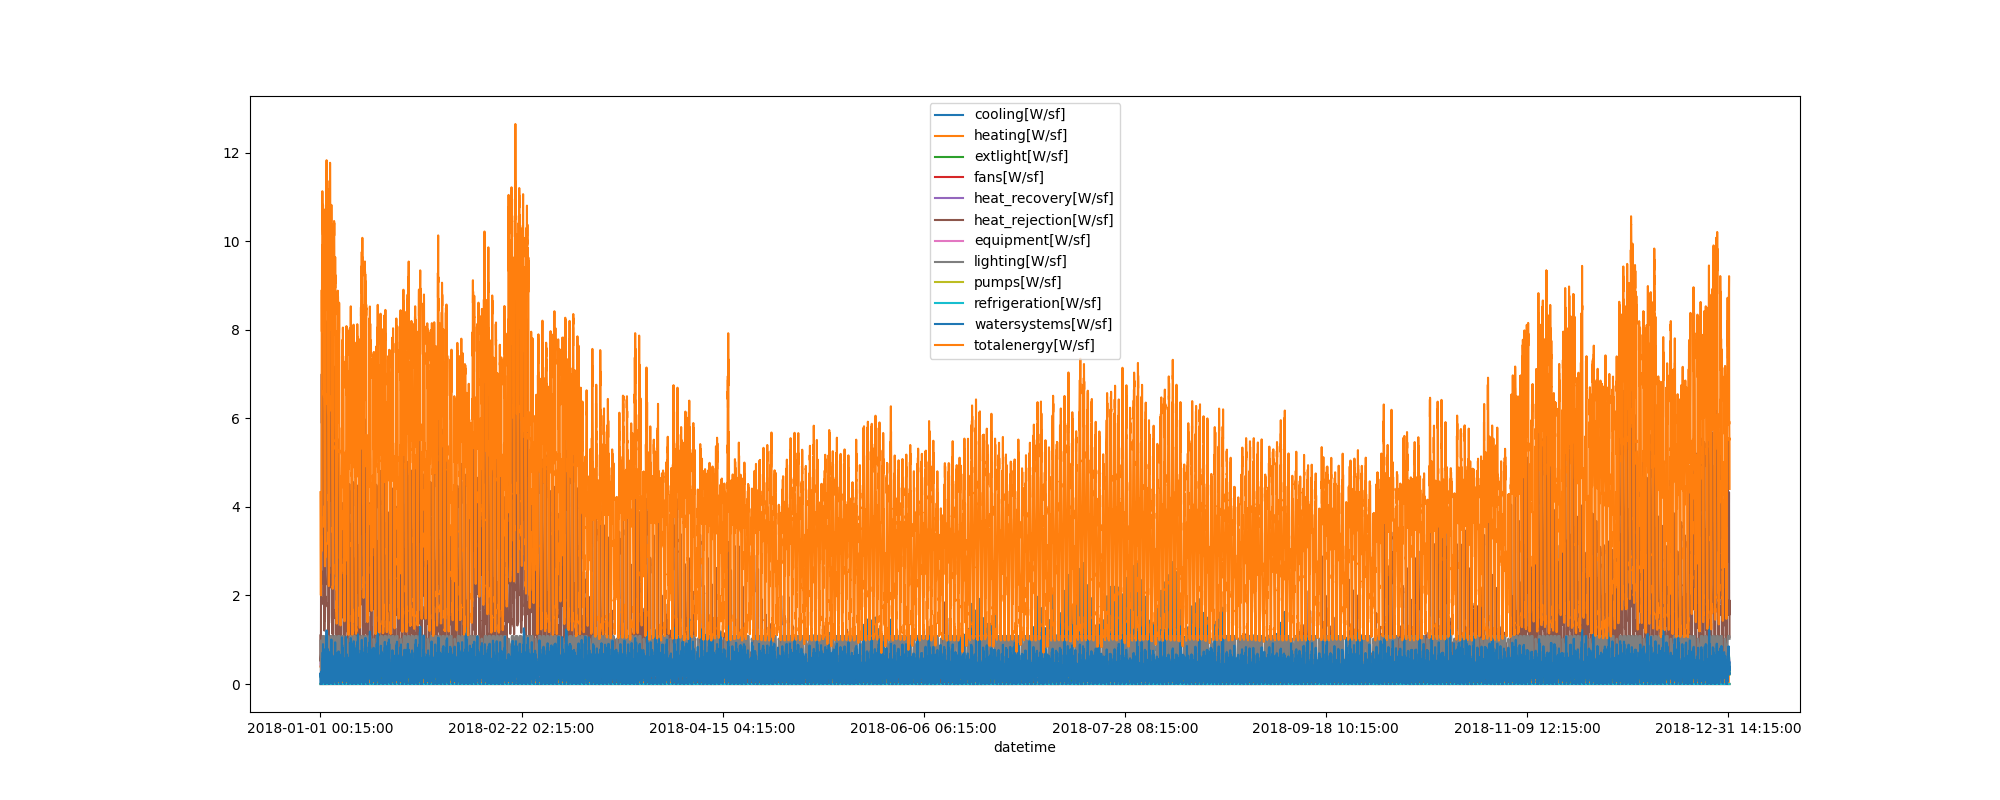 cooling[W/sf]
heating[W/sf]
extlight[W/sf]
fans[W/sf]
heat_recovery[W/sf]
heat_rejection[W/sf]
equipment[W/sf]
lighting[W/sf]
pumps[W/sf]
refrigeration[W/sf]
watersystems[W/sf]
totalenergy[W/sf]
12
10
8
6
4
2
0
2018-01-01 00:15:00 2018-02-22 02:15:00 2018-04-15 04:15:00 2018-06-06 06:15:00 2018-07-28 08:15:00 2018-09-18 10:15:00 2018-11-09 12:15:00 2018-12-31 14:15:00
datetime